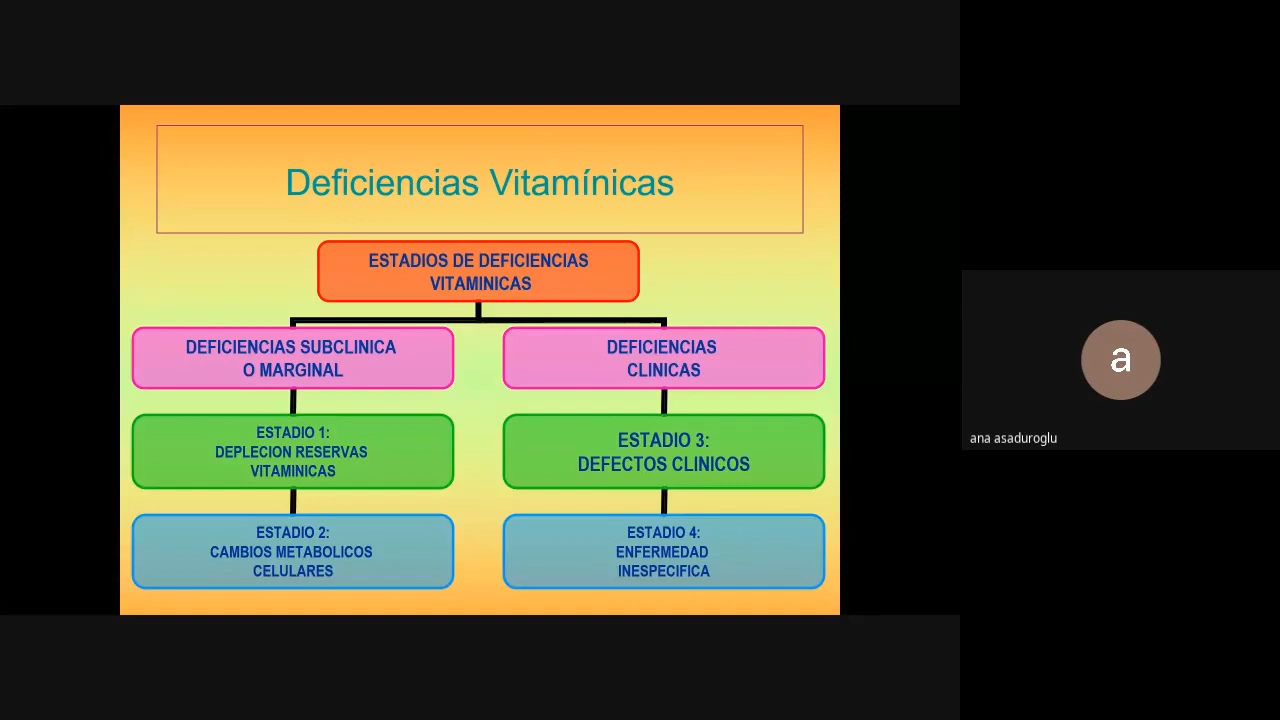 Deficiencias Vitamínicas
ESTADIOS DE DEFICIENCIAS
VITAMINICAS
DEFICIENCIAS SUBCLINICA
O MARGINAL
DEFICIENCIAS
CLINICAS
ESTADIO 1:
DEPLECION RESERVAS
VITAMINICAS
ESTADIO 3:
DEFECTOS CLINICOS
ESTADIO 2:
CAMBIOS METABOLICOS
CELULARES
ESTADIO 4:
ENFERMEDAD
INESPECIFICA
a
ana asaduroglu